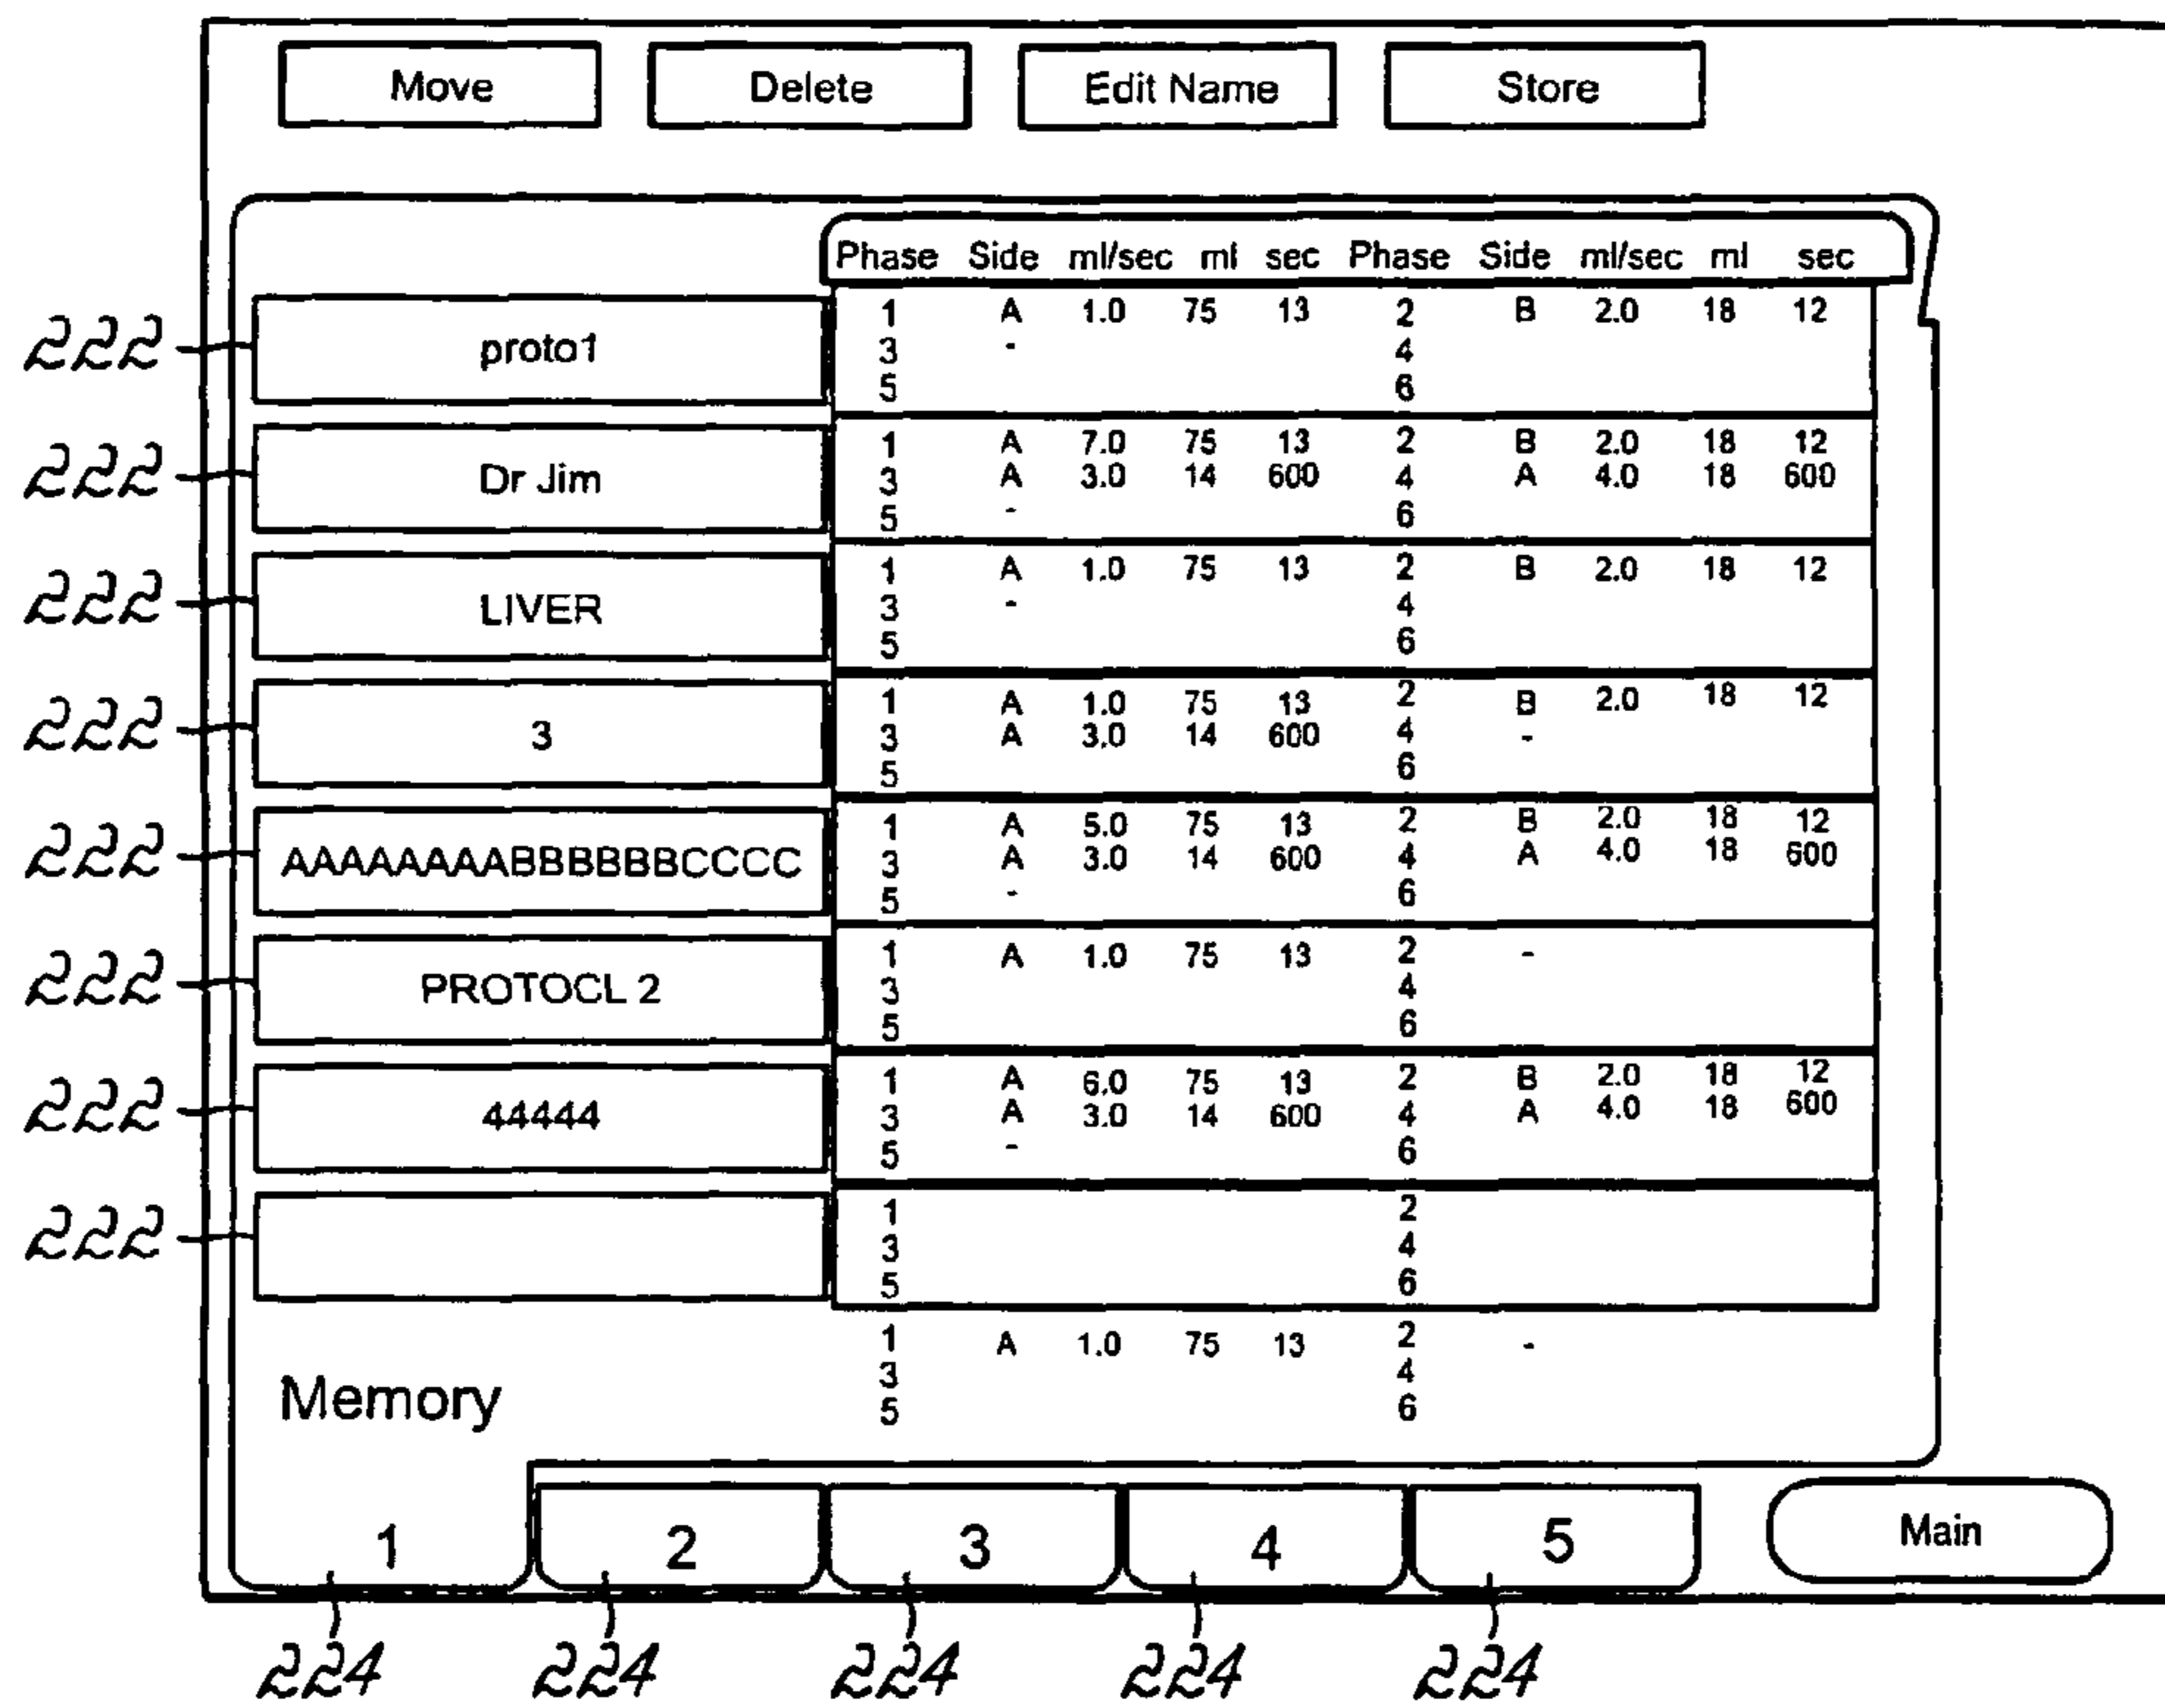 Move Delete Edit Name Store
Phase Side ml/sec ml sec Phase Side ml/sec ml sec
1 A 1.0 75 13 2 B 2.0 18 12
222 proto1 3 - 4
5 6
1 A 7.0 75 13 2 B 2.0 18 12
222 Dr Jim 3 A 3.0 14 600 4 A 4.0 18 600
5 - 6
1 A 1.0 75 13 2 B 2.0 18 12
222 LIVER 3 - 4
5 6
1 A 1.0 75 13 2 B 2.0 18 12
222 3 3 A 3.0 14 600 4 -
5 6
1 A 5.0 75 13 2 B 2.0 18 12
222 AAAAAAAABBBBBBCCCC 3 A 3.0 14 600 4 A 4.0 18 600
5 - 6
1 A 1.0 75 13 2 -
222 PROTOCL 2 3 4
5 6
1 A 6.0 75 13 2 B 2.0 18 12
222 44444 3 A 3.0 14 600 4 A 4.0 18 600
5 - 6
1 2
222 3 4
5 6
1 A 1.0 75 13 2 -
Memory 3 4
5 6
1 2 3 4 5 Main
224 224 224 224 224